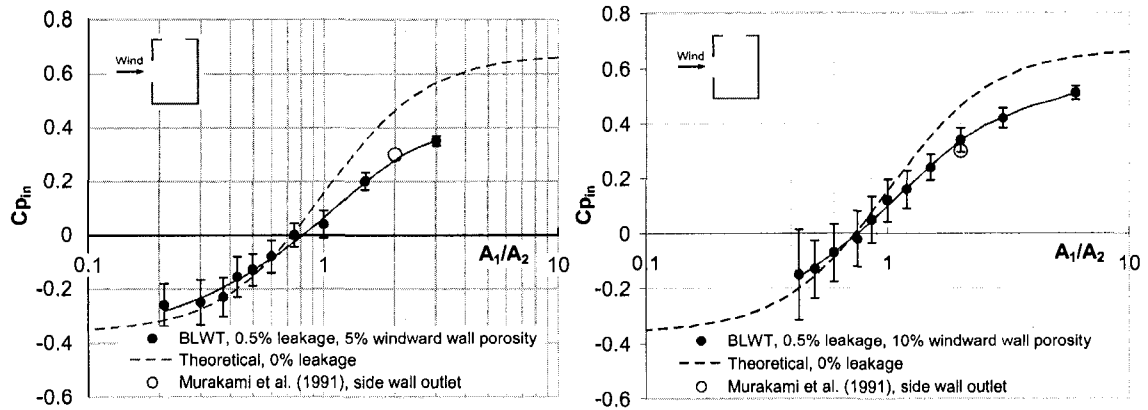 0.8
0.6
0.4
0.2
0
-0.2
-0.4
-0.6
Cpin
Wind
0.1
1
10
A1/A2
BLWT, 0.5% leakage, 5% windward wall porosity
Theoretical, 0% leakage
Murakami et al. (1991), side wall outlet
0.8
0.6
0.4
0.2
0
-0.2
-0.4
-0.6
Cpin
Wind
0.1
1
10
A1/A2
BLWT, 0.5% leakage, 10% windward wall porosity
Theoretical, 0% leakage
Murakami et al. (1991), side wall outlet